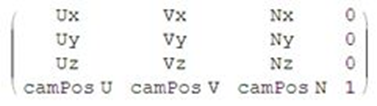 Ux Vx Nx 0
Uy Vy Ny 0
Uz Vz Nz 0
camPos U camPos V camPos N 1